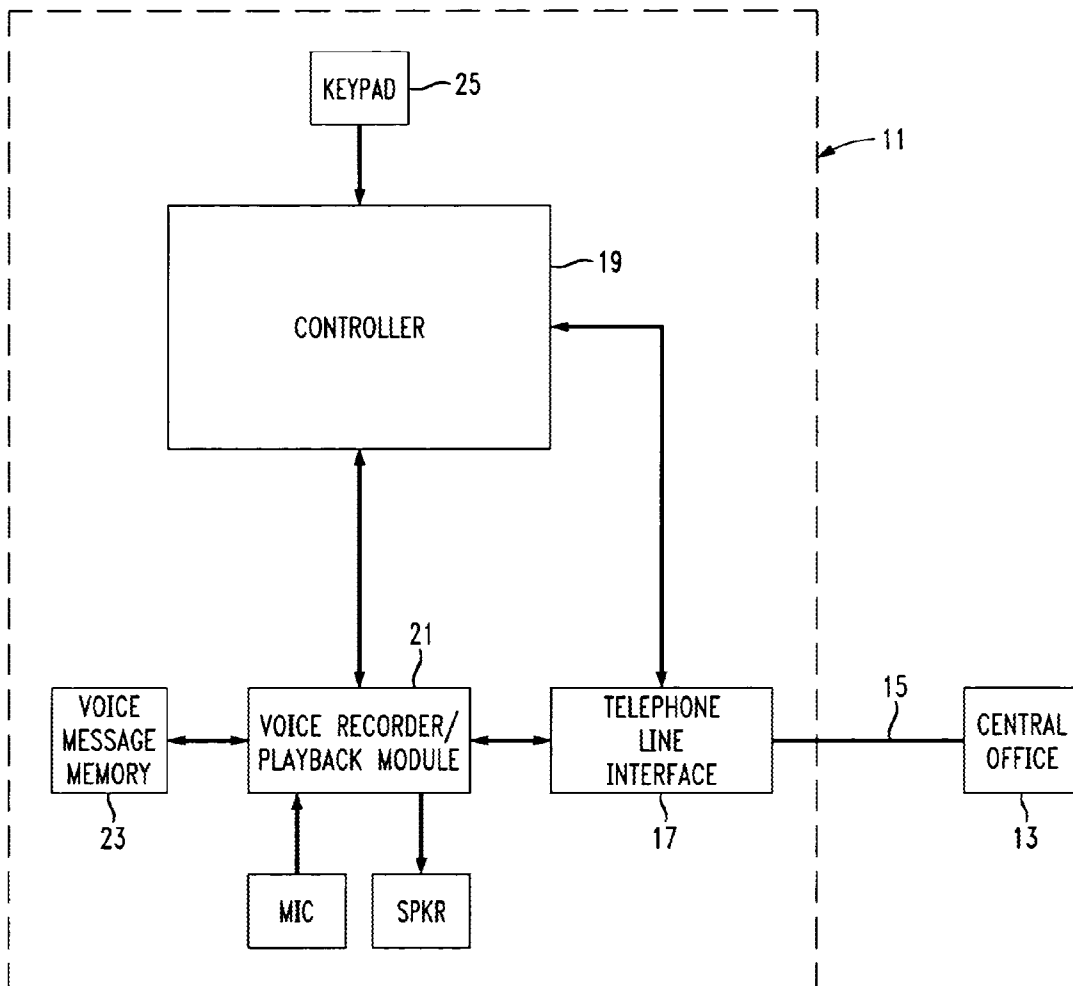 KEYPAD
25
11
19
CONTROLLER
21
VOICE
MESSAGE
MEMORY
23
VOICE RECORDER/
PLAYBACK MODULE
TELEPHONE
LINE
INTERFACE
17
15
CENTRAL
OFFICE
13
MIC
SPKR